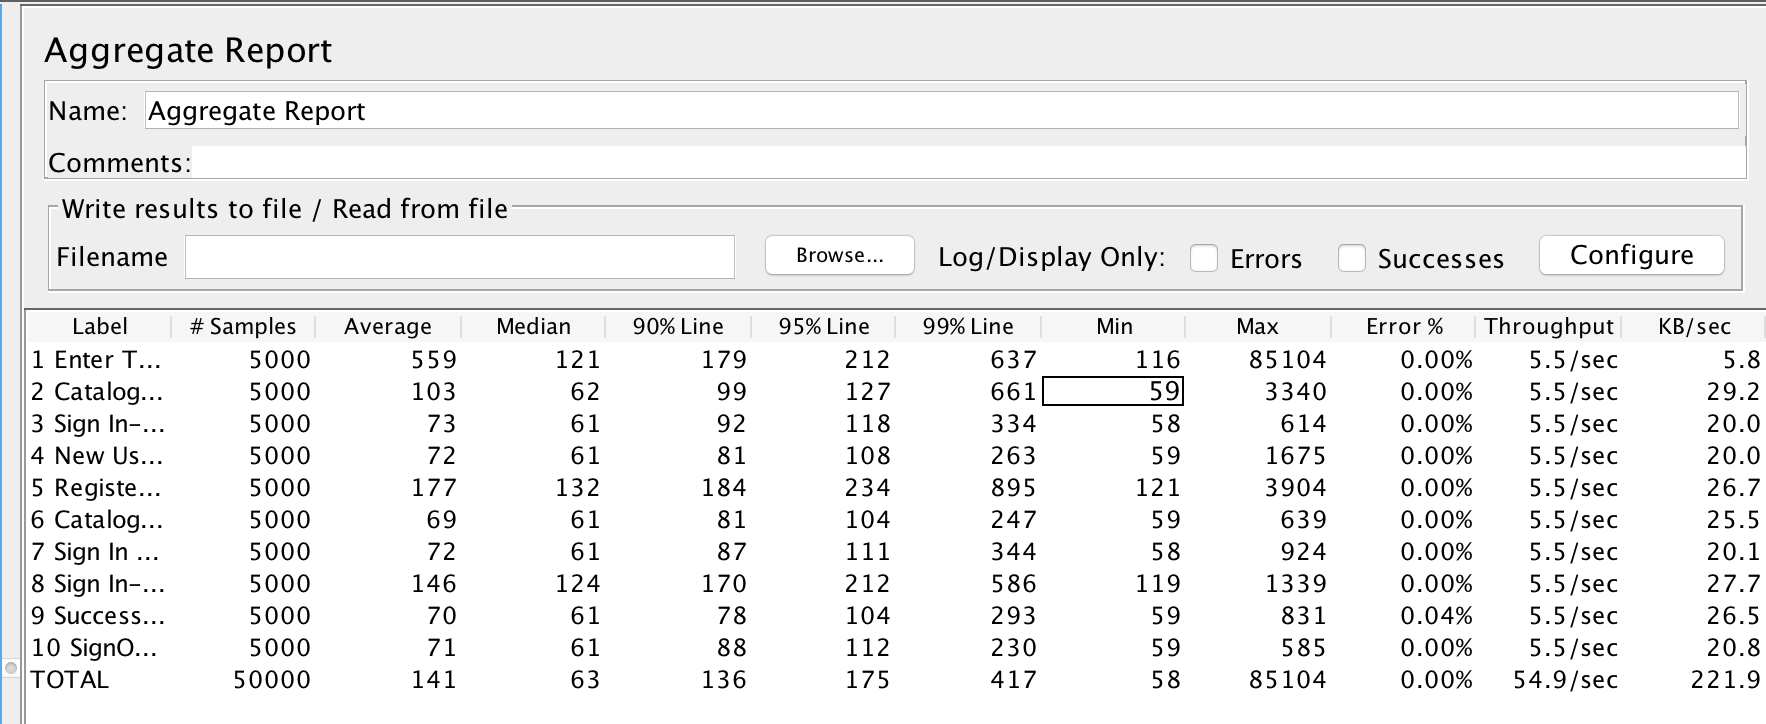 Aggregate Report
Name: Aggregate Report
Comments:
Write results to file / Read from file
Filename Browse... Log/Display Only: Errors Successes Configure
Label # Samples Average Median 90% Line 95% Line 99% Line Min Max Error % Throughput KB/sec
1 Enter T... 5000 559 121 179 212 637 116 85104 0.00% 5.5/sec 5.8
2 Catalog... 5000 103 62 99 127 661 59 3340 0.00% 5.5/sec 29.2
3 Sign In-... 5000 73 61 92 118 334 58 614 0.00% 5.5/sec 20.0
4 New Us... 5000 72 61 81 108 263 59 1675 0.00% 5.5/sec 20.0
5 Registe... 5000 177 132 184 234 895 121 3904 0.00% 5.5/sec 26.7
6 Catalog... 5000 69 61 81 104 247 59 639 0.00% 5.5/sec 25.5
7 Sign In ... 5000 72 61 87 111 344 58 924 0.00% 5.5/sec 20.1
8 Sign In-... 5000 146 124 170 212 586 119 1339 0.00% 5.5/sec 27.7
9 Success... 5000 70 61 78 104 293 59 831 0.04% 5.5/sec 26.5
10 SignO... 5000 71 61 88 112 230 59 585 0.00% 5.5/sec 20.8
TOTAL 50000 141 63 136 175 417 58 85104 0.00% 54.9/sec 221.9